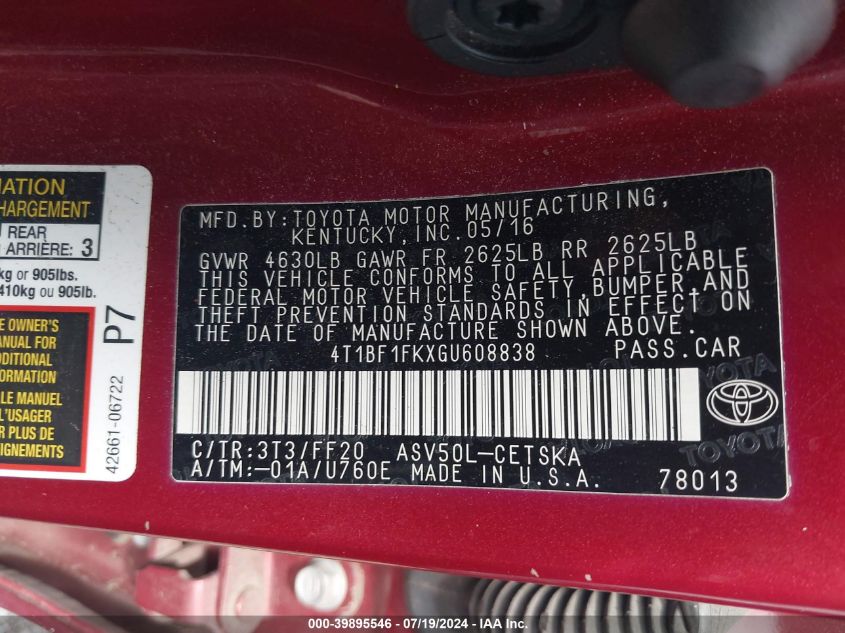 MATION
CHARGEMENT
REAR
ARRIÈRE: 3
kg or 905lbs.
410kg ou 905lb.
E OWNER'S
ANUAL FOR
DDITIONAL
FORMATION
LE MANUEL
L'USAGER
R PLUS DE
IGNEMENTS
P7
42661-06722
MFD. BY: TOYOTA MOTOR MANUFACTURING,
KENTUCKY, INC. 05/16
GVWR 4630LB GAWR FR 2625LB RR 2625LB
THIS VEHICLE CONFORMS TO ALL APPLICABLE
FEDERAL MOTOR VEHICLE SAFETY, BUMPER, AND
THEFT PREVENTION STANDARDS IN EFFECT ON
THE DATE OF MANUFACTURE SHOWN ABOVE.
4T1BF1FKXGU608838 PASS. CAR
C/TR: 3T3/FF20 ASV50L-CETSKA
A/TM: -01A/U760E MADE IN U.S.A. 78013
TOYOTA
000-39895546 - 07/19/2024 - 1759 -